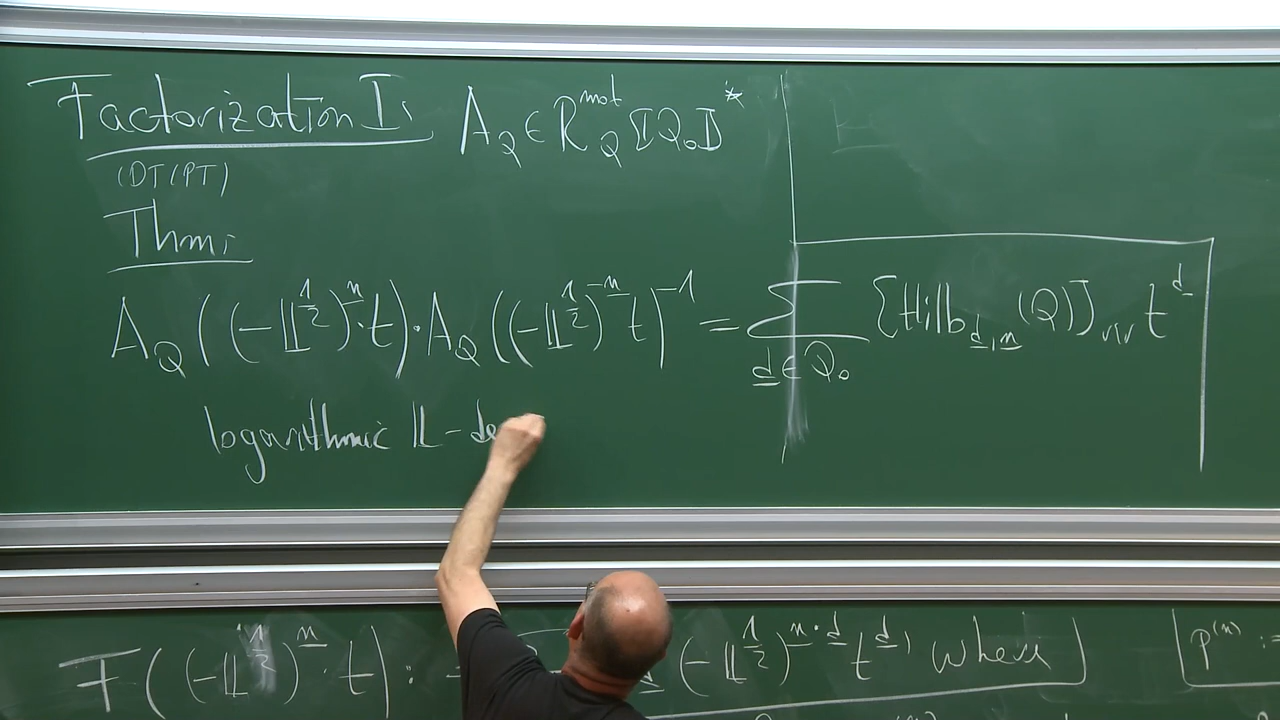 Factorization I: A_Q ∈ R_Q^mot [[Q_0]]^*
(DT/PT)
Thm:
A_Q((-𝕃^{1/2})^n · t) · A_Q((-𝕃^{1/2})^{-n} t)^{-1} = Σ_{d ∈ Q_0} [Hilb_{d,n}(Q)]_{vir} t^d
logarithmic 𝕃-de
F((-𝕃^{1/2})^n · t) : (-𝕃^{1/2})^{n·d} t^d, where P^{(n)} :=